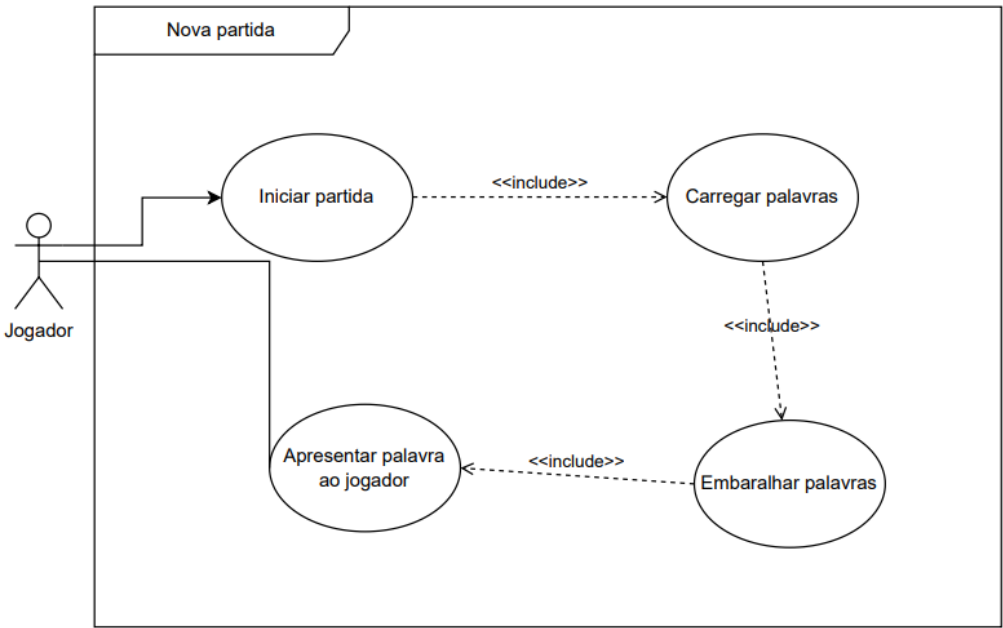 Nova partida
Iniciar partida
<<include>>
Carregar palavras
Jogador
<<include>>
Apresentar palavra
ao jogador
<<include>>
Embaralhar palavras